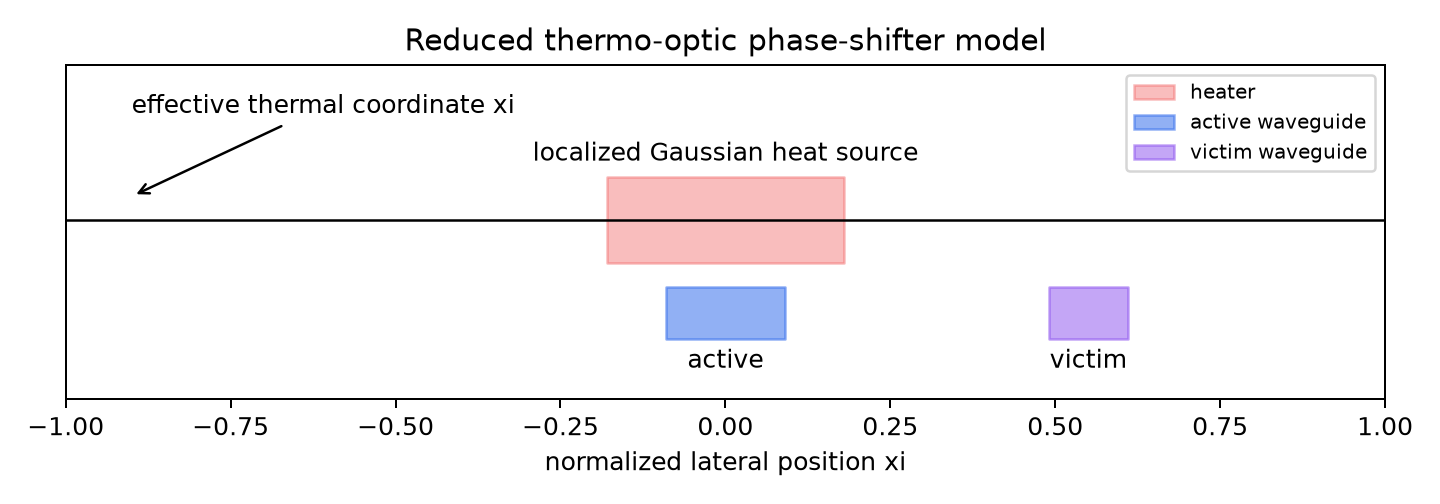 Reduced thermo-optic phase-shifter model
effective thermal coordinate xi
heater
active waveguide
victim waveguide
localized Gaussian heat source
active
victim
−1.00 −0.75 −0.50 −0.25 0.00 0.25 0.50 0.75 1.00
normalized lateral position xi